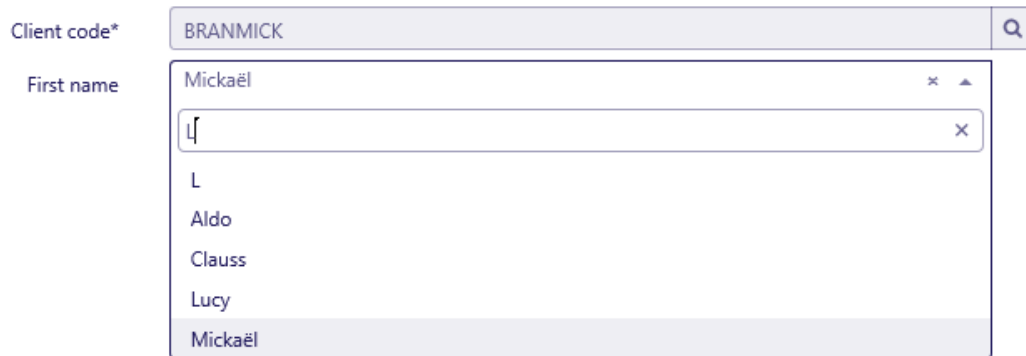 Client code* BRANMICK
First name Mickaël
L
L
Aldo
Clauss
Lucy
Mickaël